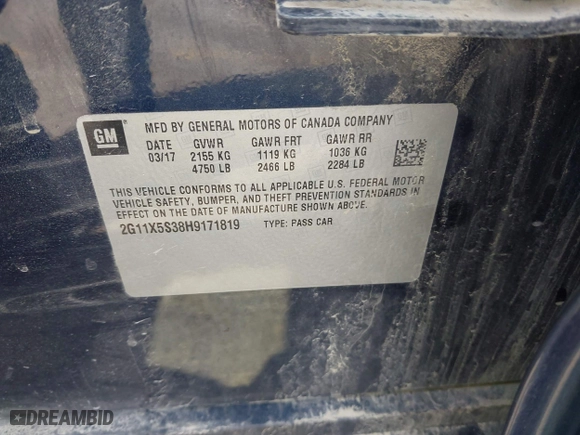 GM
MFD BY GENERAL MOTORS OF CANADA COMPANY
DATE GVWR GAWR FRT GAWR RR
03/17 2155 KG 1119 KG 1036 KG
4750 LB 2466 LB 2284 LB
THIS VEHICLE CONFORMS TO ALL APPLICABLE U.S. FEDERAL MOTOR
VEHICLE SAFETY, BUMPER, AND THEFT PREVENTION STANDARDS IN
EFFECT ON THE DATE OF MANUFACTURE SHOWN ABOVE.
2G11X5S38H9171819 TYPE: PASS CAR
DREAMBID